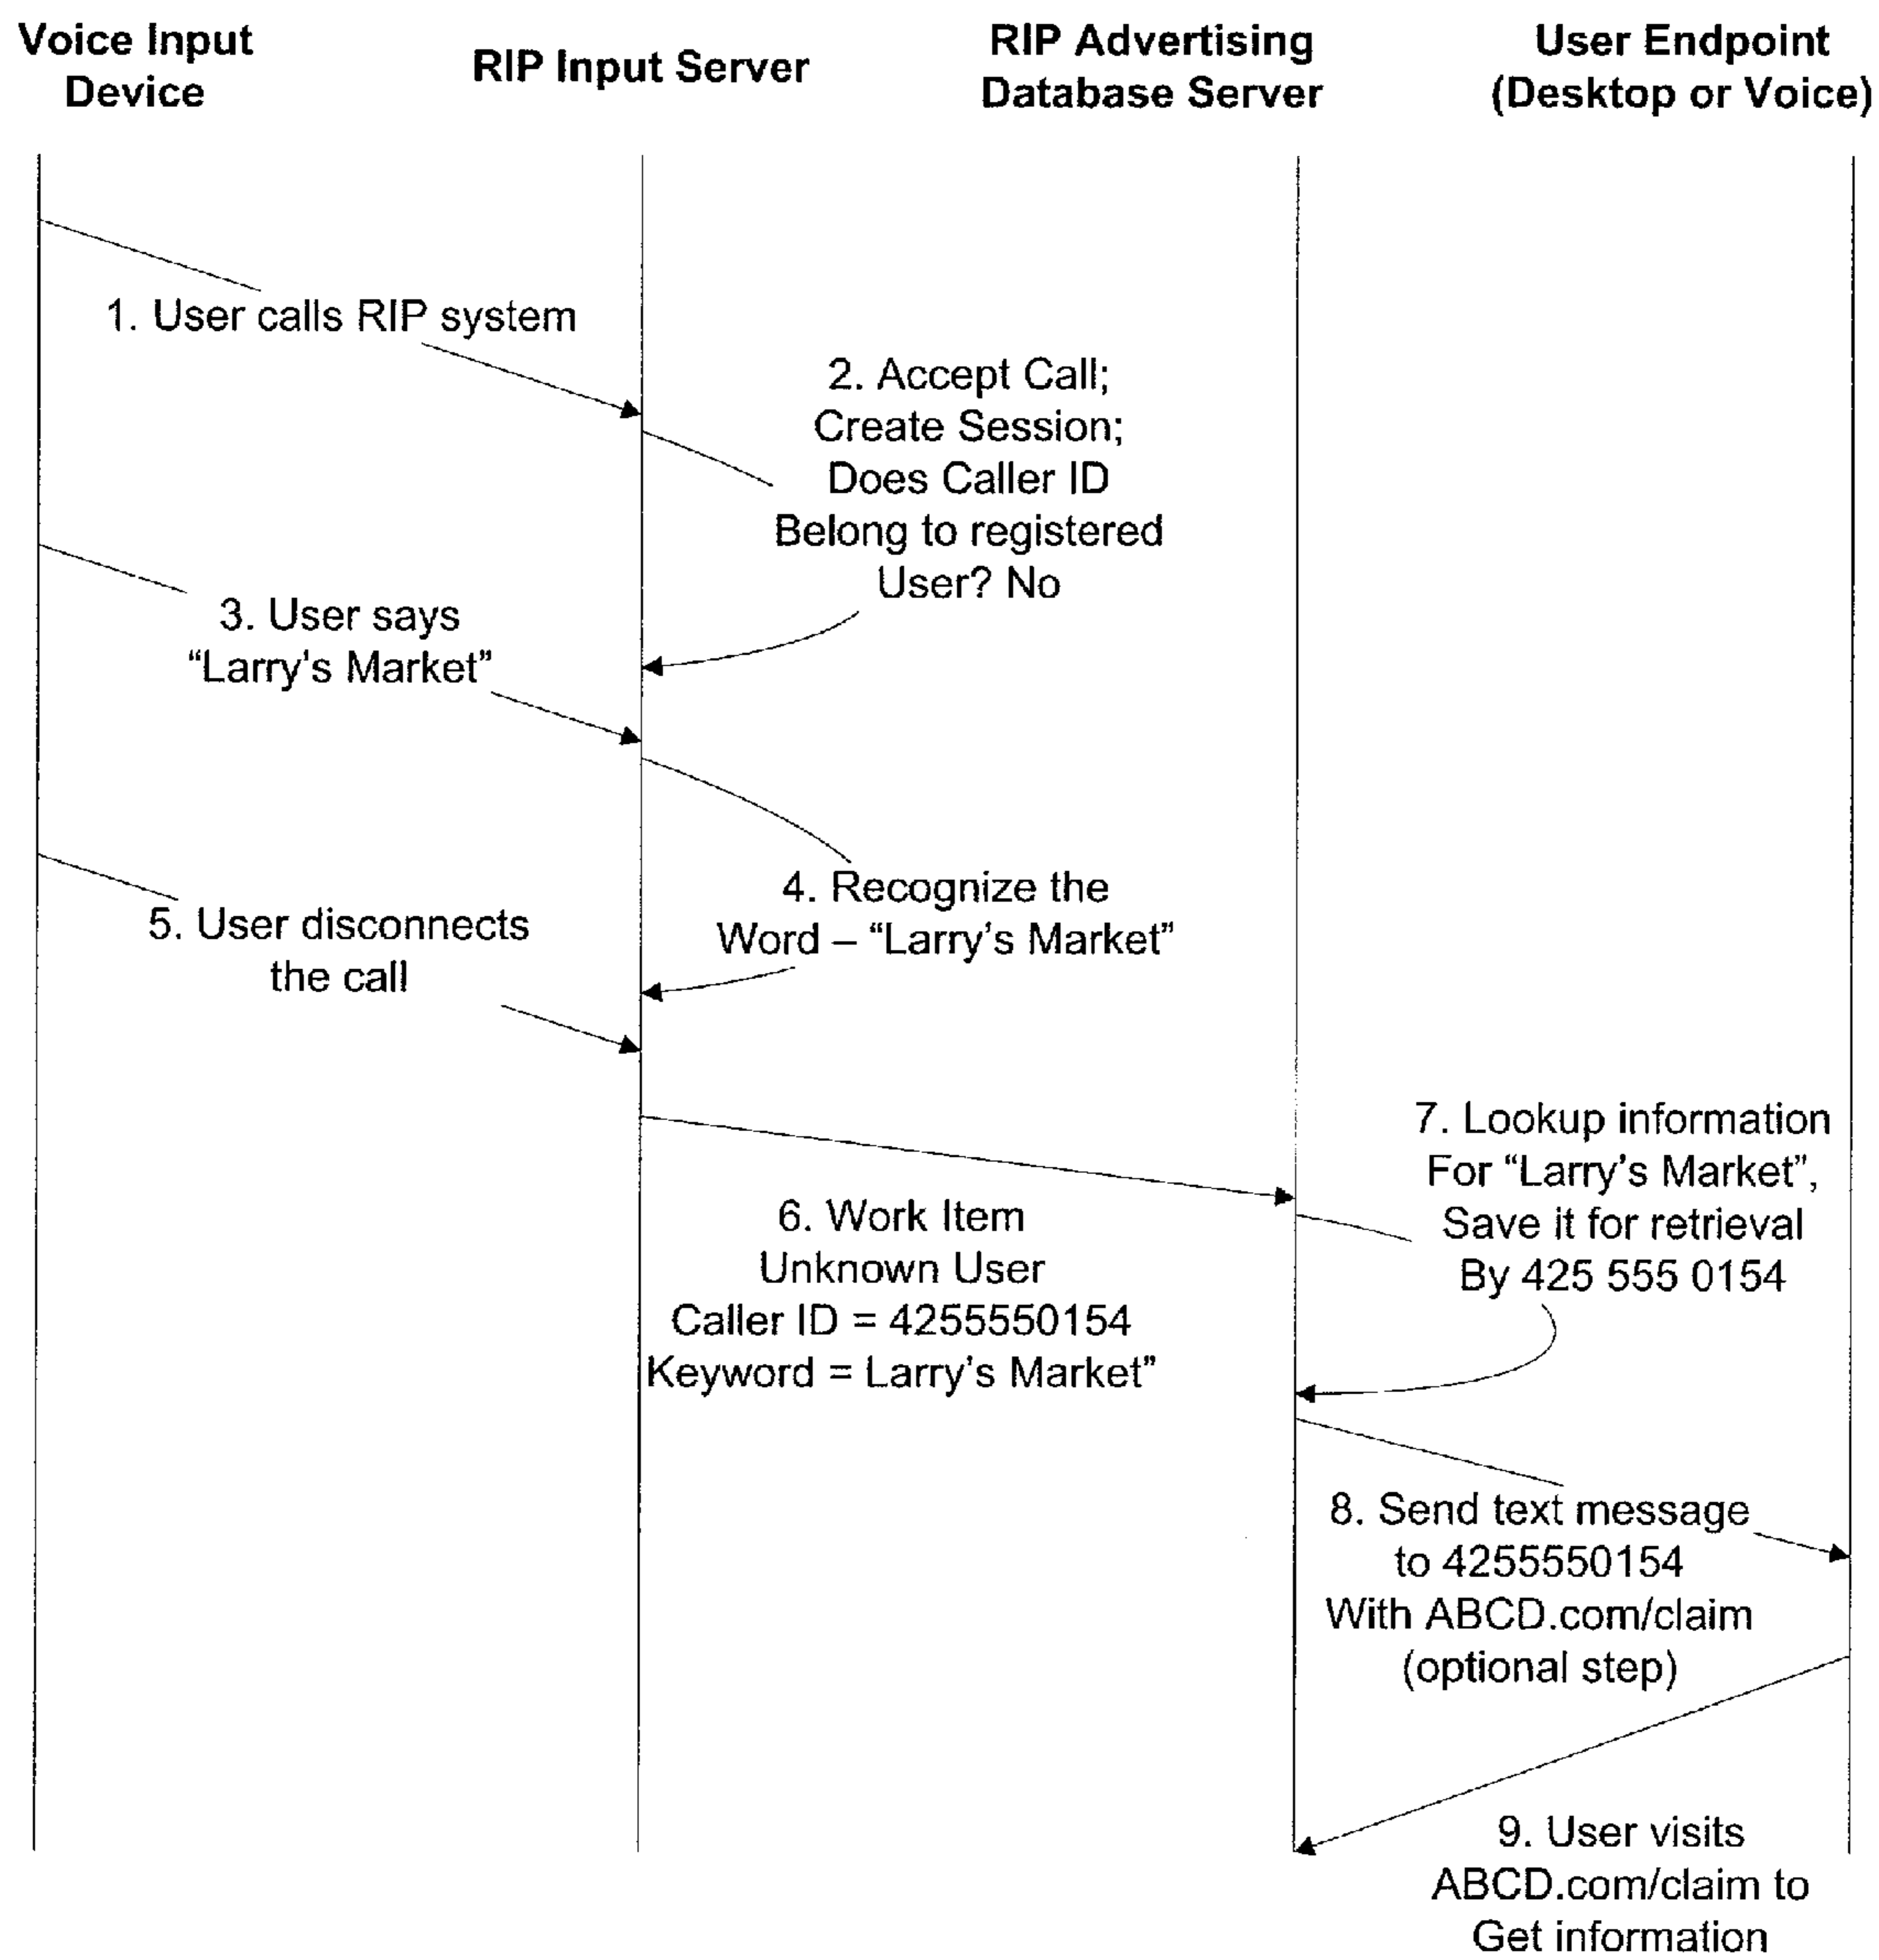 Voice Input
Device
RIP Input Server
RIP Advertising
Database Server
User Endpoint
(Desktop or Voice)
1. User calls RIP system
2. Accept Call;
Create Session;
Does Caller ID
Belong to registered
User? No
3. User says
“Larry’s Market”
4. Recognize the
Word – “Larry’s Market”
5. User disconnects
the call
6. Work Item
Unknown User
Caller ID = 4255550154
Keyword = Larry’s Market”
7. Lookup information
For “Larry’s Market”,
Save it for retrieval
By 425 555 0154
8. Send text message
to 4255550154
With ABCD.com/claim
(optional step)
9. User visits
ABCD.com/claim to
Get information